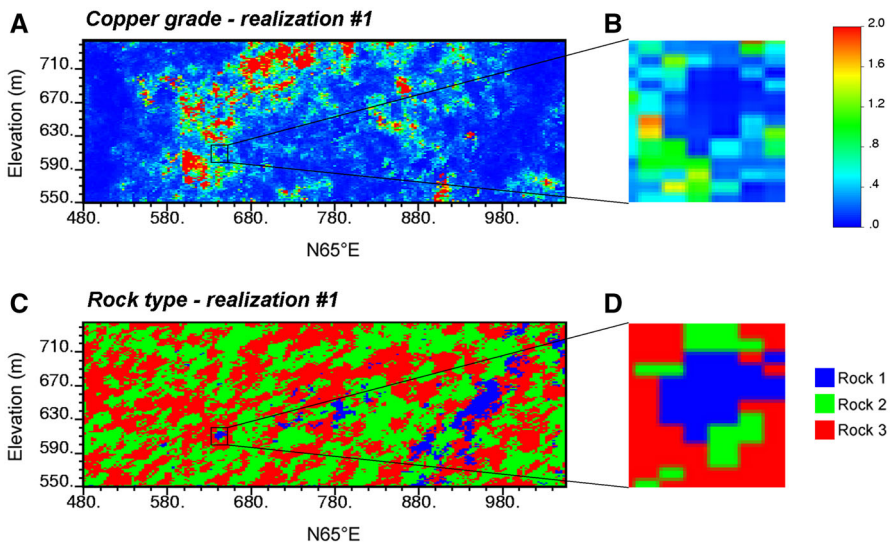 A
Copper grade - realization #1
B
Elevation (m)
710.
670.
630.
590.
550.
480. 580. 680. 780. 880. 980.
N65°E
2.0
1.6
1.2
.8
.4
.0
C
Rock type - realization #1
D
Elevation (m)
710.
670.
630.
590.
550.
480. 580. 680. 780. 880. 980.
N65°E
Rock 1
Rock 2
Rock 3